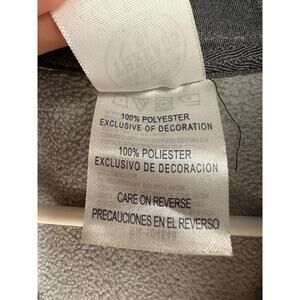 100% POLYESTER
EXCLUSIVE OF DECORATION
100% POLIESTER
EXCLUSIVO DE DECORACION
CARE ON REVERSE
PRECAUCIONES EN EL REVERSO